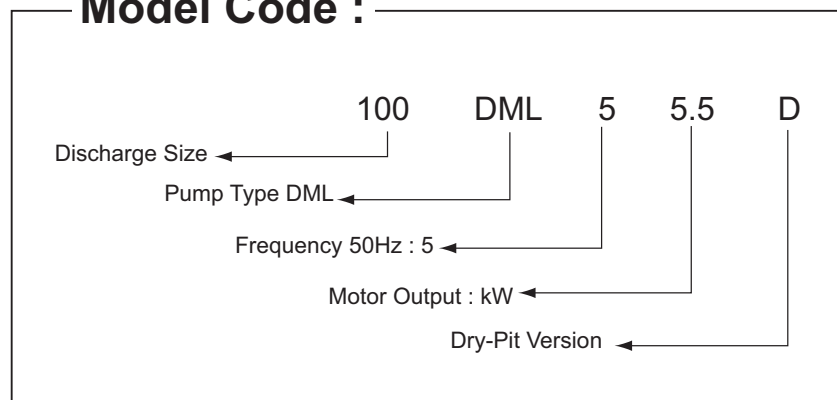 Model Code :
100 DML 5 5.5 D
Discharge Size
Pump Type DML
Frequency 50Hz : 5
Motor Output : kW
Dry-Pit Version